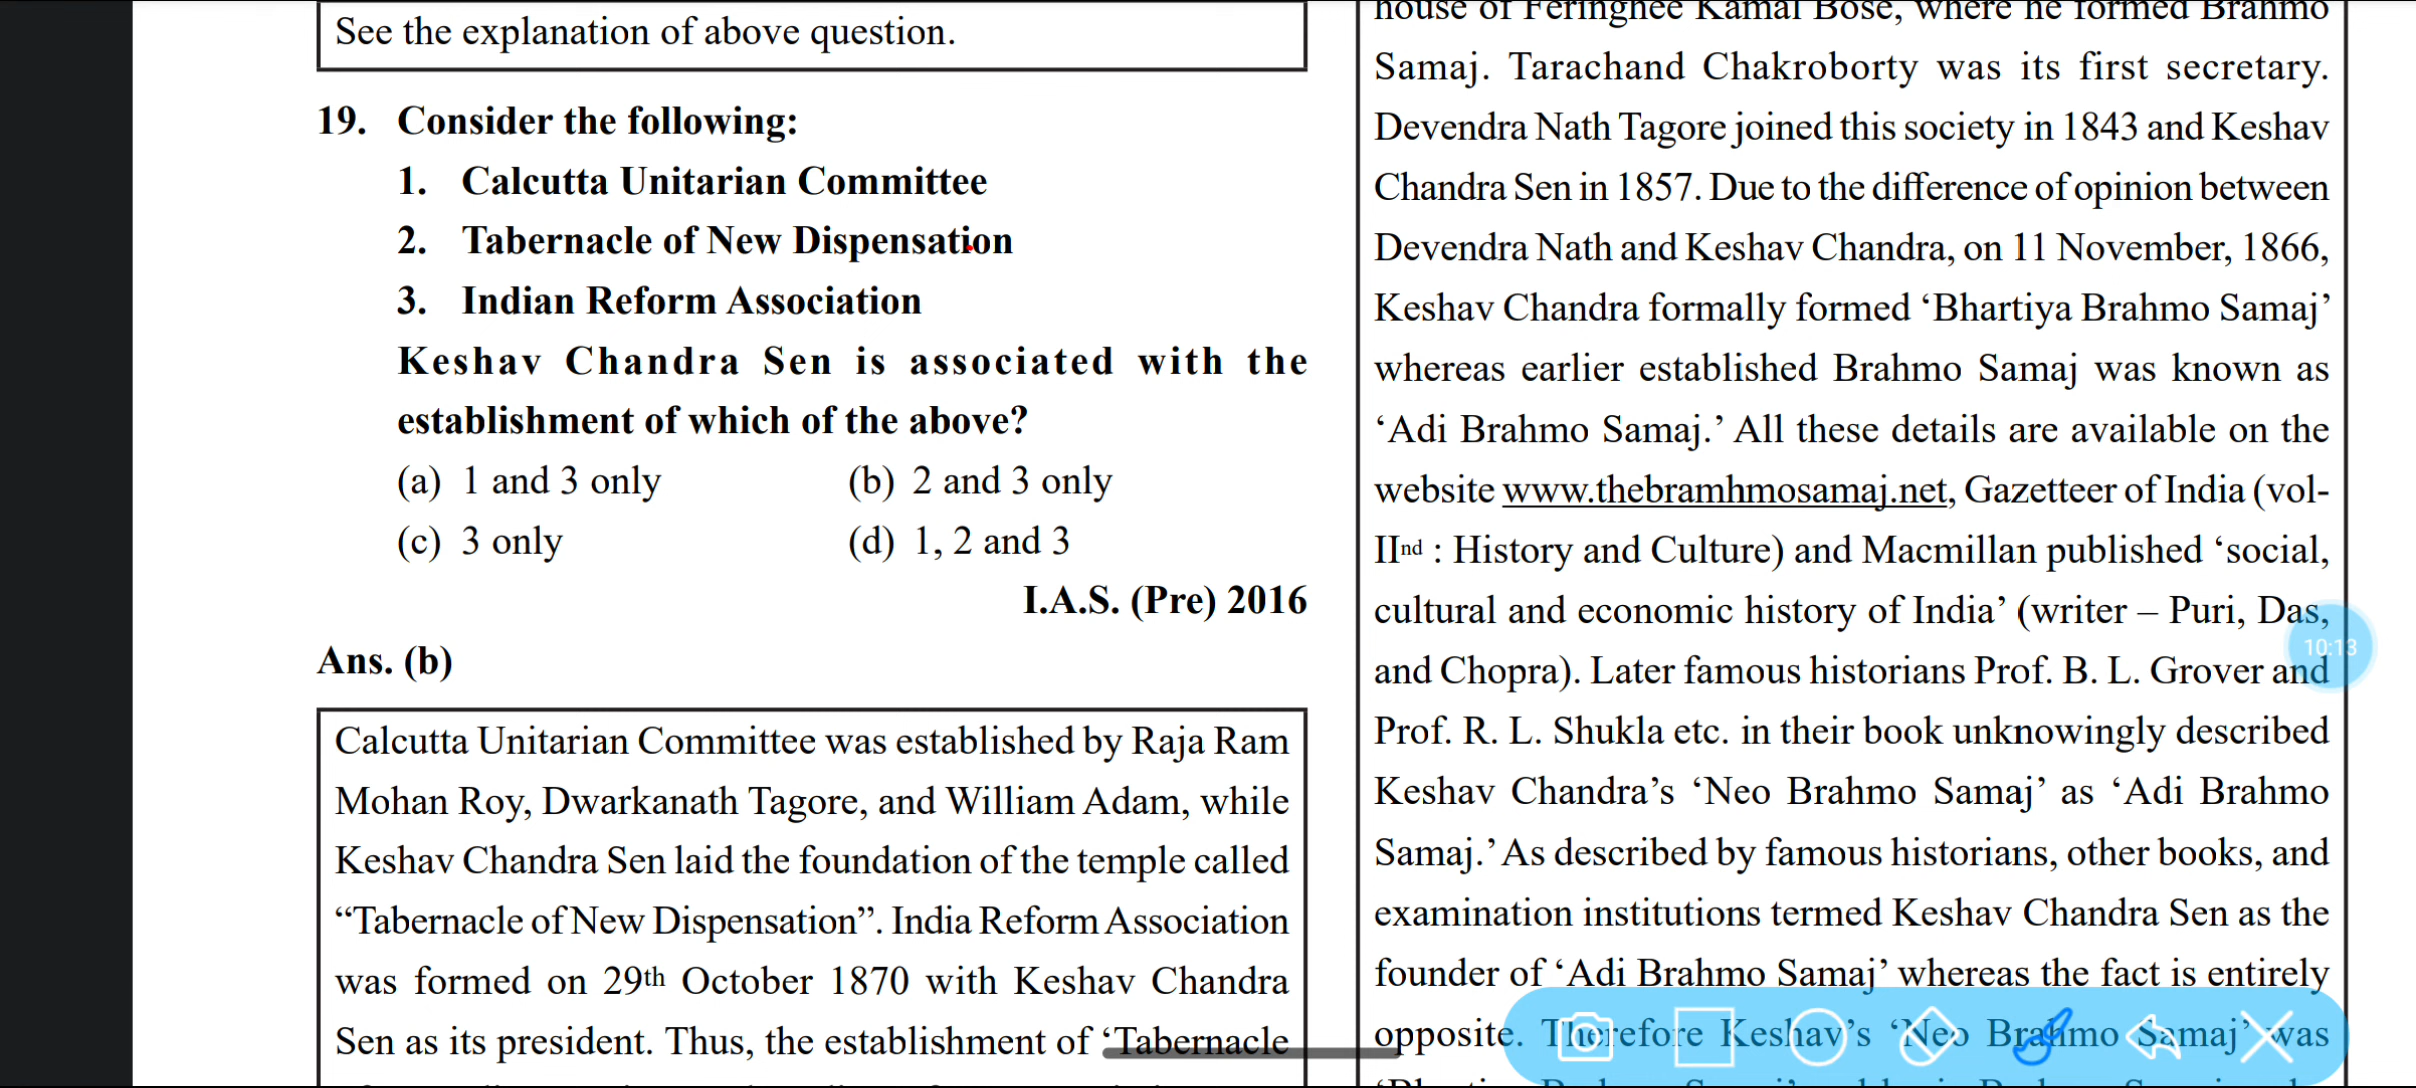 See the explanation of above question.
19. Consider the following:
1. Calcutta Unitarian Committee
2. Tabernacle of New Dispensation
3. Indian Reform Association
Keshav Chandra Sen is associated with the
establishment of which of the above?
(a) 1 and 3 only (b) 2 and 3 only
(c) 3 only (d) 1, 2 and 3
I.A.S. (Pre) 2016
Ans. (b)
Calcutta Unitarian Committee was established by Raja Ram
Mohan Roy, Dwarkanath Tagore, and William Adam, while
Keshav Chandra Sen laid the foundation of the temple called
“Tabernacle of New Dispensation”. India Reform Association
was formed on 29th October 1870 with Keshav Chandra
Sen as its president. Thus, the establishment of ‘Tabernacle
house of Feringhee Kamal Bose, where he formed Brahmo
Samaj. Tarachand Chakroborty was its first secretary.
Devendra Nath Tagore joined this society in 1843 and Keshav
Chandra Sen in 1857. Due to the difference of opinion between
Devendra Nath and Keshav Chandra, on 11 November, 1866,
Keshav Chandra formally formed ‘Bhartiya Brahmo Samaj’
whereas earlier established Brahmo Samaj was known as
‘Adi Brahmo Samaj.’ All these details are available on the
website www.thebramhmosamaj.net, Gazetteer of India (vol-
IInd : History and Culture) and Macmillan published ‘social,
cultural and economic history of India’ (writer – Puri, Das,
and Chopra). Later famous historians Prof. B. L. Grover and
10:13
Prof. R. L. Shukla etc. in their book unknowingly described
Keshav Chandra’s ‘Neo Brahmo Samaj’ as ‘Adi Brahmo
Samaj.’ As described by famous historians, other books, and
examination institutions termed Keshav Chandra Sen as the
founder of ‘Adi Brahmo Samaj’ whereas the fact is entirely
opposite. Therefore Keshav’s ‘Neo Brahmo Samaj’ was